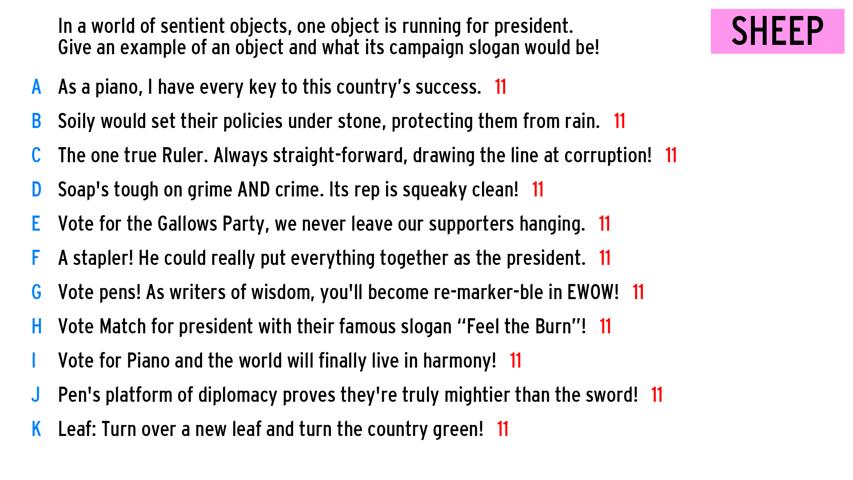 In a world of sentient objects, one object is running for president.
Give an example of an object and what its campaign slogan would be!
SHEEP
A As a piano, I have every key to this country's success. 11
B Soily would set their policies under stone, protecting them from rain. 11
C The one true Ruler. Always straight-forward, drawing the line at corruption! 11
D Soap's tough on grime AND crime. Its rep is squeaky clean! 11
E Vote for the Gallows Party, we never leave our supporters hanging. 11
F A stapler! He could really put everything together as the president. 11
G Vote pens! As writers of wisdom, you'll become re-marker-ble in EWOW! 11
H Vote Match for president with their famous slogan “Feel the Burn”! 11
I Vote for Piano and the world will finally live in harmony! 11
J Pen's platform of diplomacy proves they're truly mightier than the sword! 11
K Leaf: Turn over a new leaf and turn the country green! 11